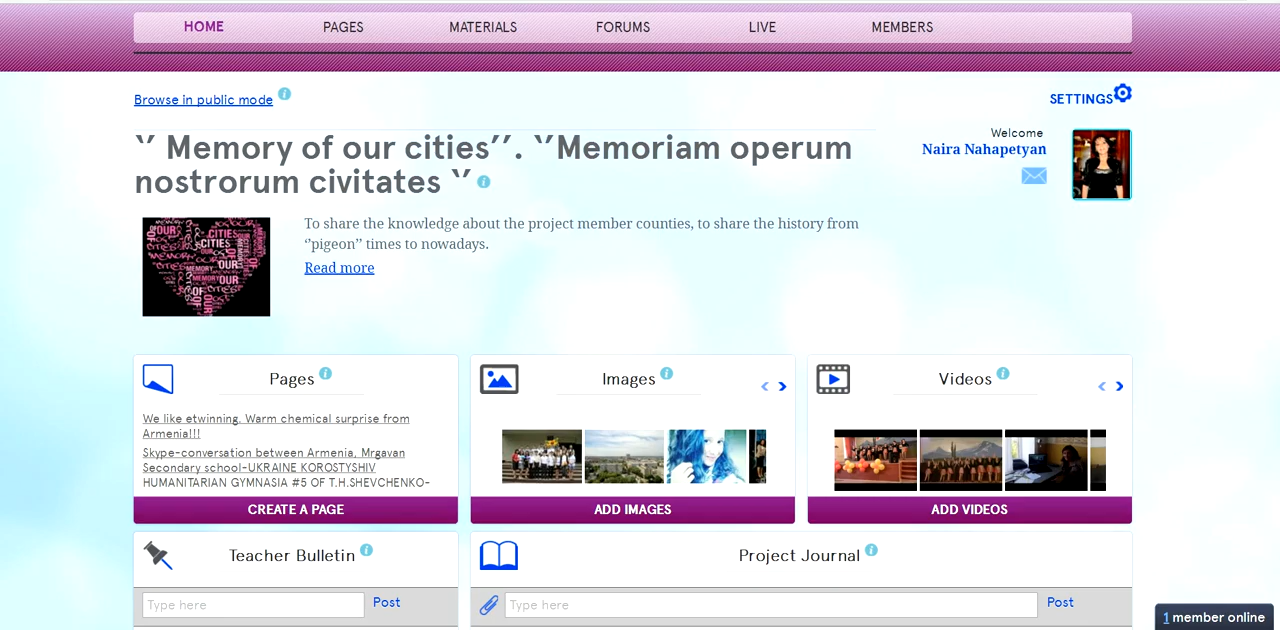 HOME PAGES MATERIALS FORUMS LIVE MEMBERS
Browse in public mode
SETTINGS
Welcome
Naira Nahapetyan
‘‘ Memory of our cities’’. ‘‘Memoriam operum
nostrorum civitates ‘‘
To share the knowledge about the project member counties, to share the history from
‘‘pigeon’’ times to nowadays.
Read more
Pages
We like etwinning. Warm chemical surprise from
Armenia!!!
Skype-conversation between Armenia, Mrgavan
Secondary school-UKRAINE KOROSTYSHIV
HUMANITARIAN GYMNASIA #5 OF T.H.SHEVCHENKO-
CREATE A PAGE
Images
ADD IMAGES
Videos
ADD VIDEOS
Teacher Bulletin
Type here
Post
Project Journal
Type here
Post
1 member online